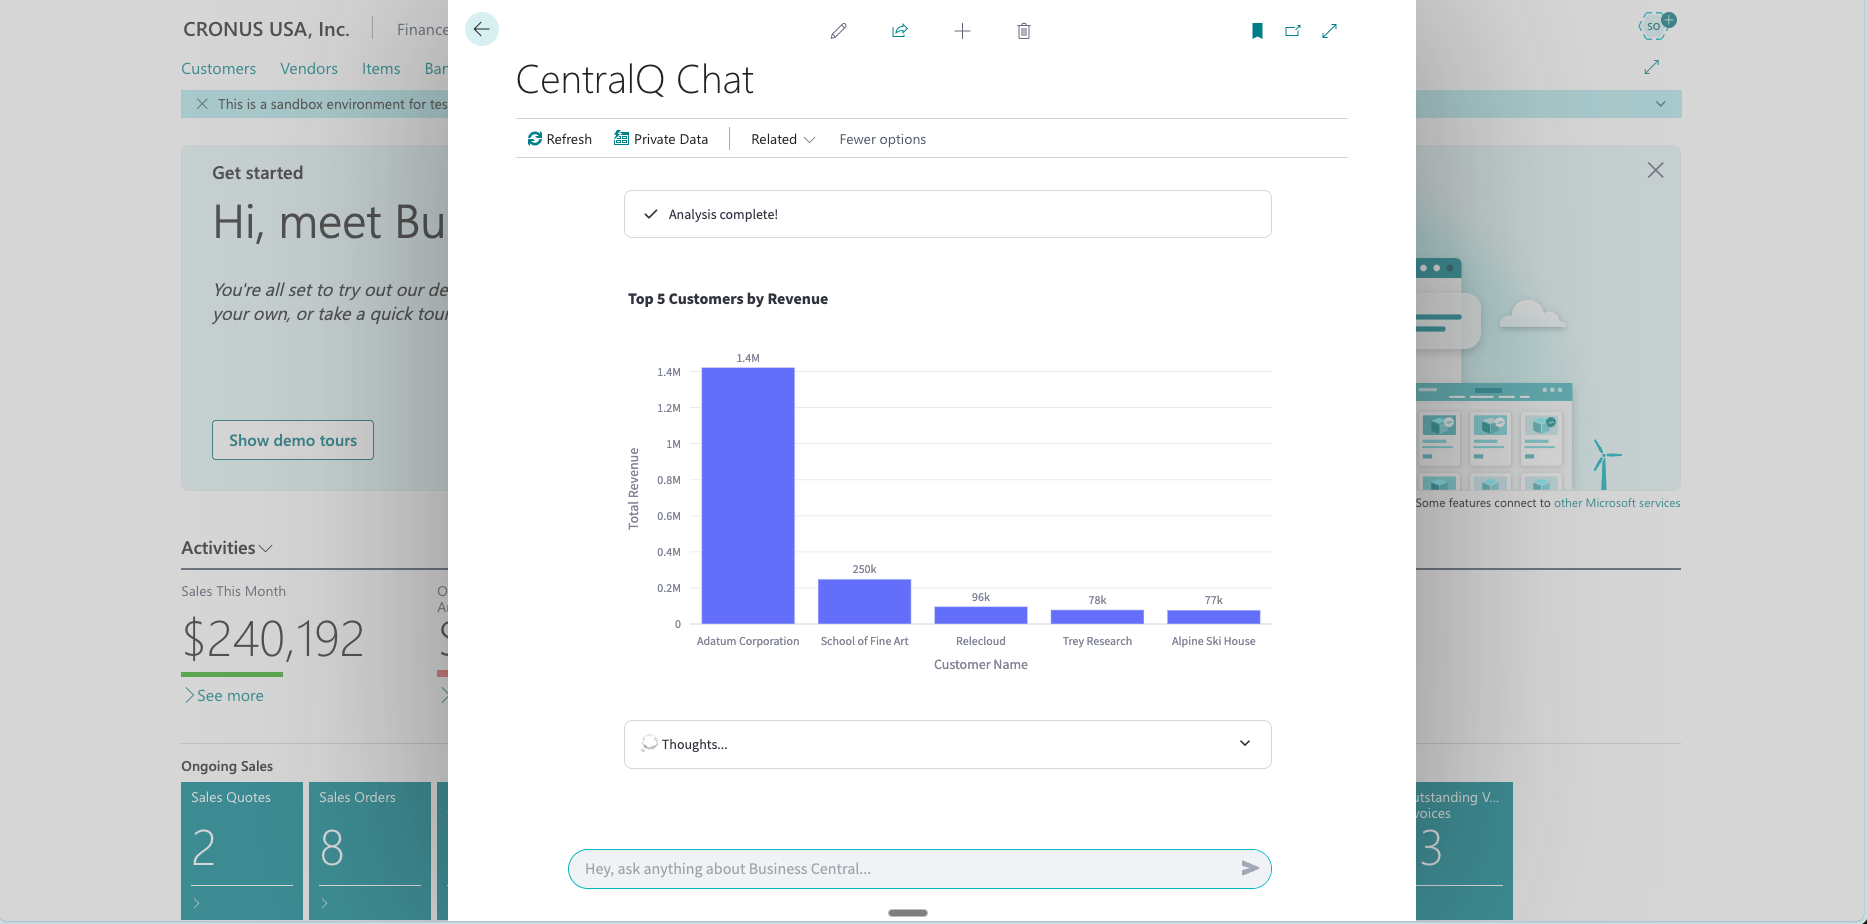 CRONUS USA, Inc.
Finance
Customers Vendors Items Ban
This is a sandbox environment for tes
Get started
Hi, meet Bu
You're all set to try out our de
your own, or take a quick tour
Show demo tours
Activities
Sales This Month
$240,192
See more
Ongoing Sales
Sales Quotes
2
Sales Orders
8
CentralQ Chat
Refresh Private Data Related Fewer options
Analysis complete!
Top 5 Customers by Revenue
Total Revenue
1.4M
1.2M
1M
0.8M
0.6M
0.4M
0.2M
0
1.4M
250k
96k
78k
77k
Adatum Corporation School of Fine Art Relecloud Trey Research Alpine Ski House
Customer Name
Thoughts...
Hey, ask anything about Business Central...
SO
Some features connect to other Microsoft services
utstanding V...
voices
3